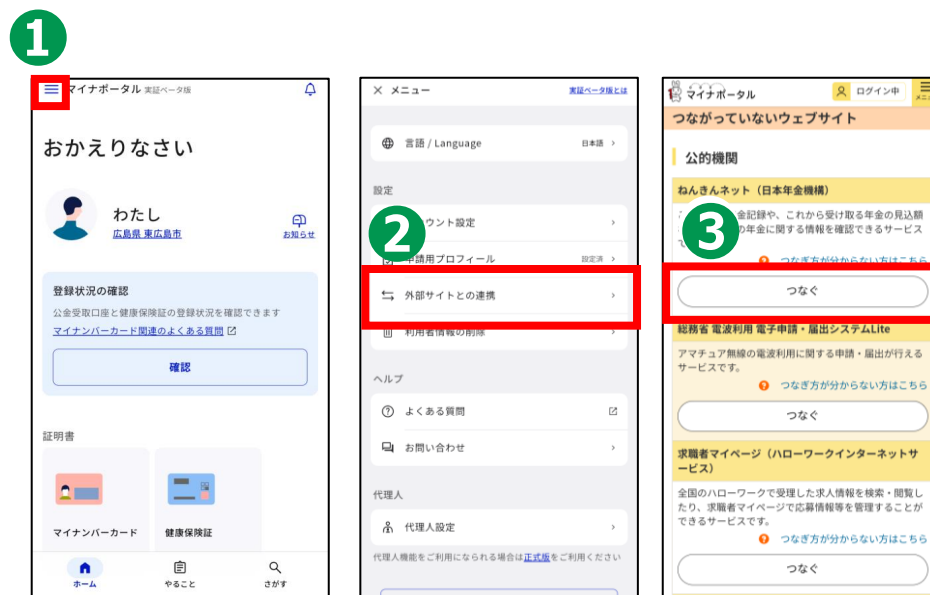 1
マイナポータル 実証ベータ版
おかえりなさい
わたし
広島県 東広島市
お知らせ
登録状況の確認
公金受取口座と健康保険証の登録状況を確認できます
マイナンバーカード関連のよくある質問
確認
証明書
マイナンバーカード
健康保険証
ホーム
やること
さがす
× メニュー
実証ベータ版とは
言語 / Language
日本語
設定
2
ウント設定
申請用プロフィール
設定済
外部サイトとの連携
利用者情報の削除
ヘルプ
よくある質問
お問い合わせ
代理人
代理人設定
代理人機能をご利用になられる場合は正式版をご利用ください
マイナポータル
ログイン中
メニュー
つながっていないウェブサイト
公的機関
ねんきんネット（日本年金機構）
金記録や、これから受け取る年金の見込額
3
の年金に関する情報を確認できるサービス
つなぎ方が分からない方はこちら
つなぐ
総務省 電波利用 電子申請・届出システムLite
アマチュア無線の電波利用に関する申請・届出が行える
サービスです。
つなぎ方が分からない方はこちら
つなぐ
求職者マイページ（ハローワークインターネットサ
ービス）
全国のハローワークで受理した求人情報を検索・閲覧し
たり、求職者マイページで応募情報等を管理することが
できるサービスです。
つなぎ方が分からない方はこちら
つなぐ